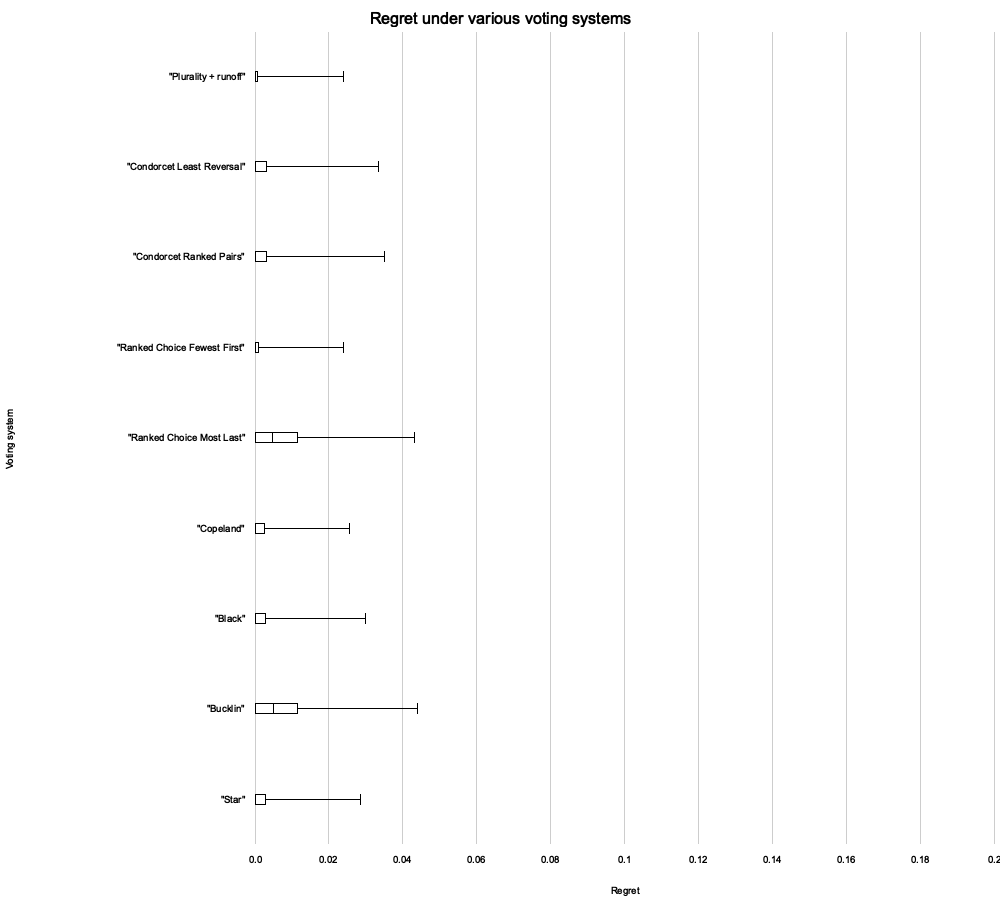 Regret under various voting systems
"Plurality + runoff"
"Condorcet Least Reversal"
"Condorcet Ranked Pairs"
"Ranked Choice Fewest First"
"Ranked Choice Most Last"
"Copeland"
"Black"
"Bucklin"
"Star"
Voting system
0.0 0.02 0.04 0.06 0.08 0.1 0.12 0.14 0.16 0.18 0.2
Regret